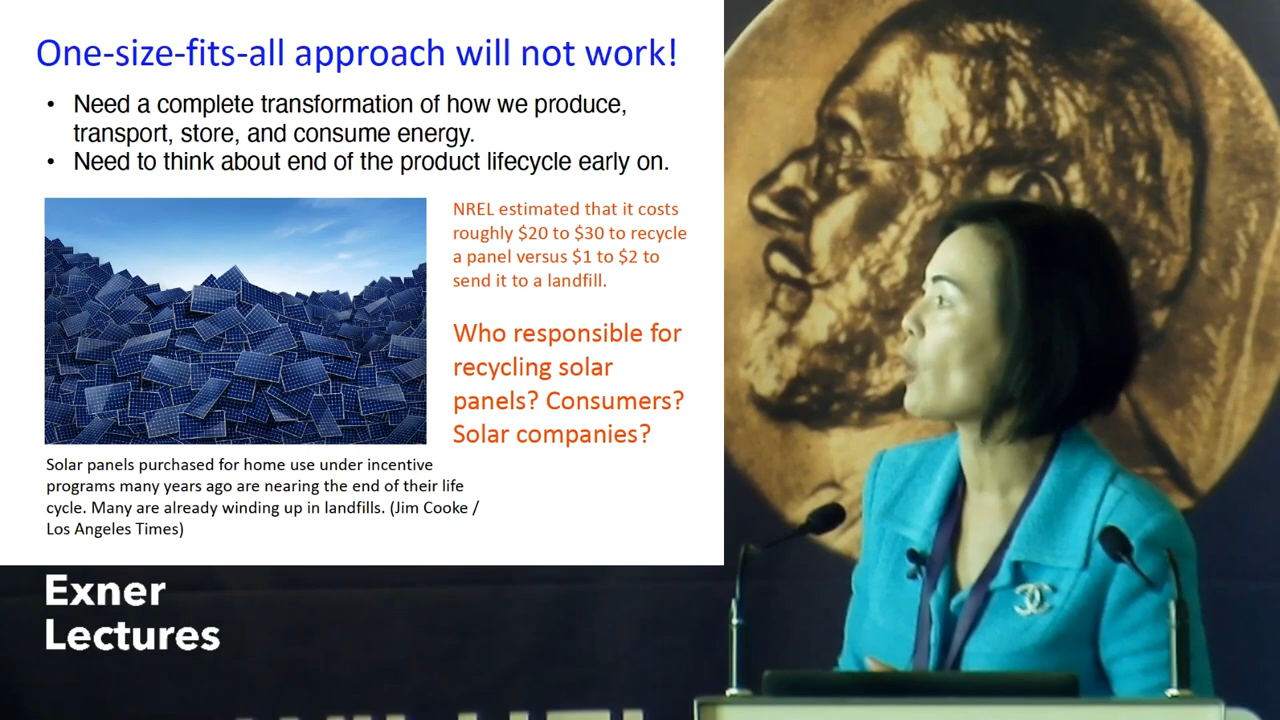 One-size-fits-all approach will not work!
• Need a complete transformation of how we produce,
transport, store, and consume energy.
• Need to think about end of the product lifecycle early on.
NREL estimated that it costs
roughly $20 to $30 to recycle
a panel versus $1 to $2 to
send it to a landfill.
Who responsible for
recycling solar
panels? Consumers?
Solar companies?
Solar panels purchased for home use under incentive
programs many years ago are nearing the end of their life
cycle. Many are already winding up in landfills. (Jim Cooke /
Los Angeles Times)
Exner
Lectures